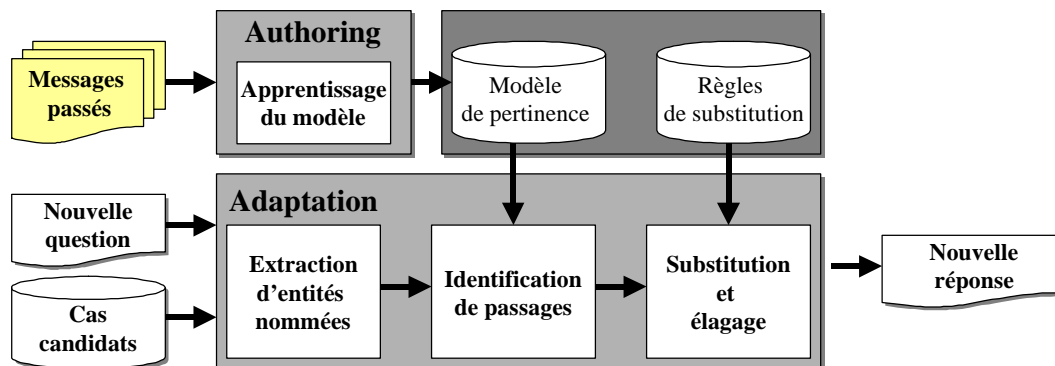 Authoring
Messages
passés
Apprentissage
du modèle
Modèle
de pertinence
Règles
de substitution
Nouvelle
question
Cas
candidats
Adaptation
Extraction
d'entités
nommées
Identification
de passages
Substitution
et
élagage
Nouvelle
réponse